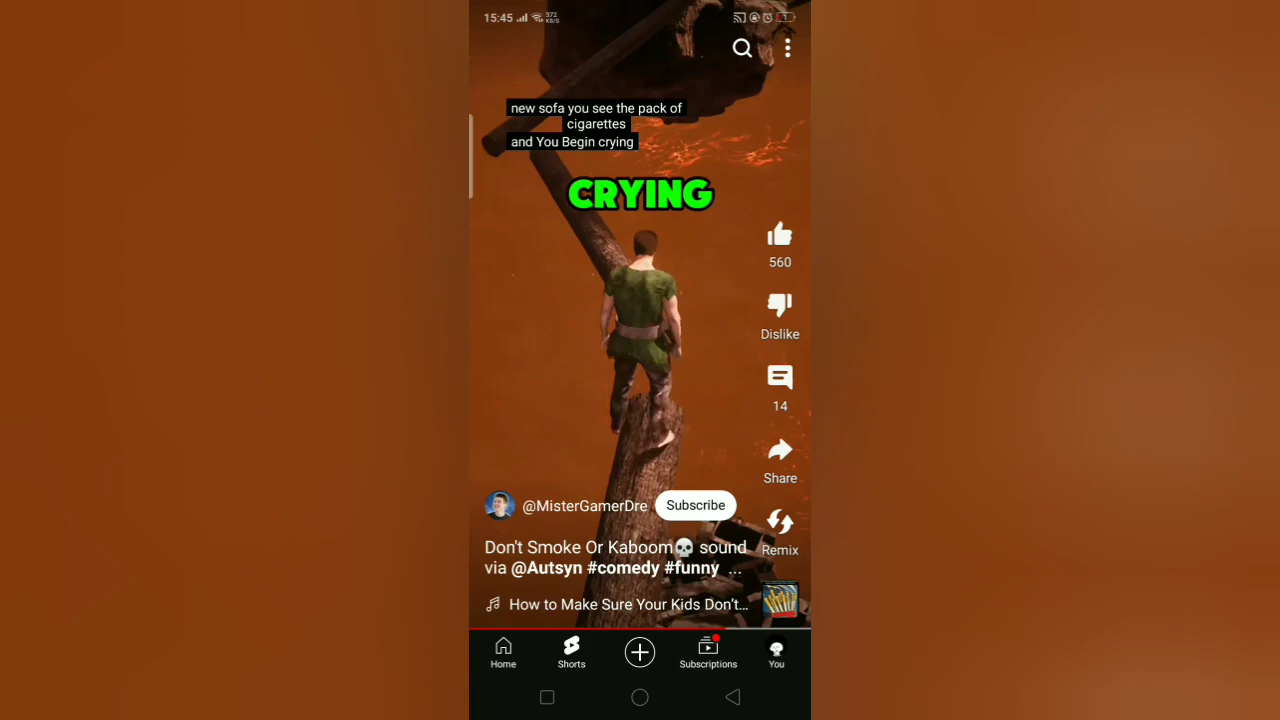 15:45
372
KB/S
new sofa you see the pack of
cigarettes
and You Begin crying
CRYING
560
Dislike
14
Share
@MisterGamerDre
Subscribe
Remix
Don't Smoke Or Kaboom💀 sound
via @Autsyn #comedy #funny ...
How to Make Sure Your Kids Don't...
Home
Shorts
Subscriptions
You